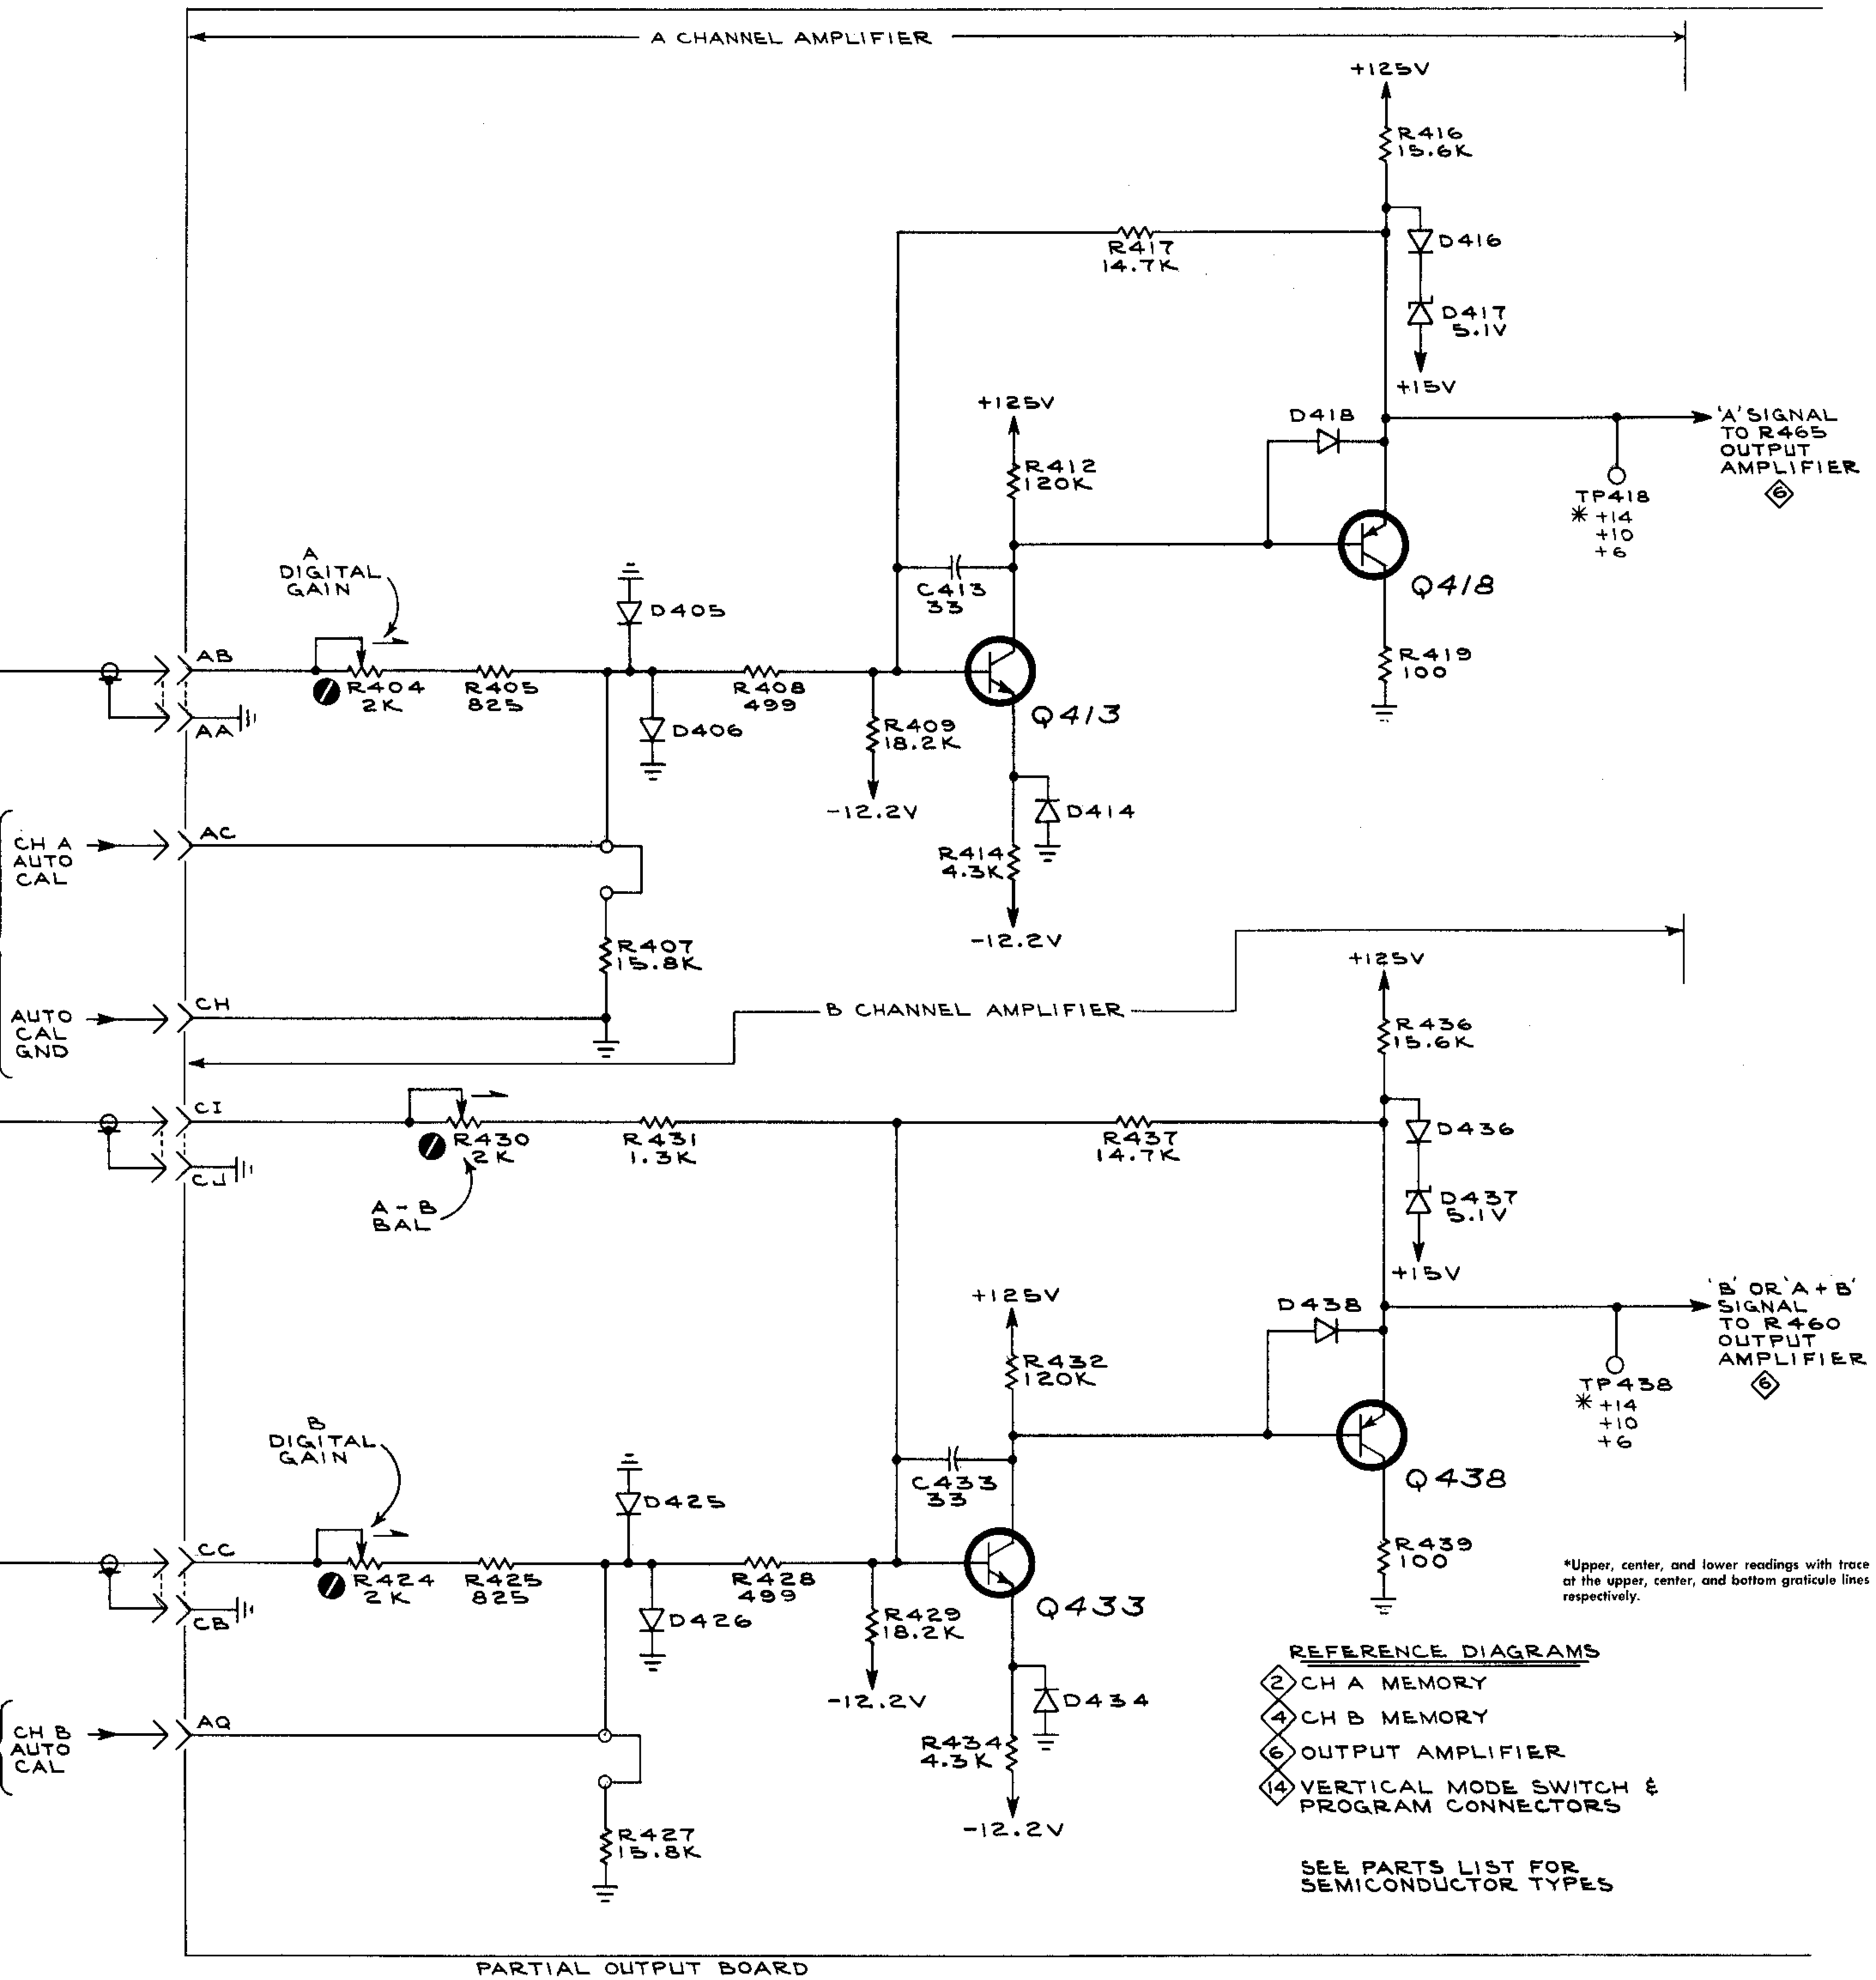 A CHANNEL AMPLIFIER
+125V
R416
15.6K
R417
14.7K
D416
D417
5.1V
+15V
+125V
R412
120K
D418
'A' SIGNAL
TO R465
OUTPUT
AMPLIFIER
6
TP418
* +14
+10
+6
Q418
R419
100
A
DIGITAL
GAIN
D405
C413
33
AB
R404
2K
R405
825
R408
499
Q413
AA
D406
R409
18.2K
-12.2V
D414
R414
4.3K
-12.2V
CH A
AUTO
CAL
AC
R407
15.8K
AUTO
CAL
GND
CH
B CHANNEL AMPLIFIER
+125V
R436
15.6K
CI
R430
2K
R431
1.3K
R437
14.7K
D436
CJ
A - B
BAL
D437
5.1V
+15V
+125V
R432
120K
D438
'B' OR 'A + B'
SIGNAL
TO R460
OUTPUT
AMPLIFIER
6
TP438
* +14
+10
+6
Q438
R439
100
B
DIGITAL
GAIN
D425
C433
33
CC
R424
2K
R425
825
R428
499
Q433
CB
D426
R429
18.2K
-12.2V
D434
R434
4.3K
-12.2V
CH B
AUTO
CAL
AQ
R427
15.8K
*Upper, center, and lower readings with trace
at the upper, center, and bottom graticule lines
respectively.
REFERENCE DIAGRAMS
2 CH A MEMORY
4 CH B MEMORY
6 OUTPUT AMPLIFIER
14 VERTICAL MODE SWITCH &
PROGRAM CONNECTORS
SEE PARTS LIST FOR
SEMICONDUCTOR TYPES
PARTIAL OUTPUT BOARD